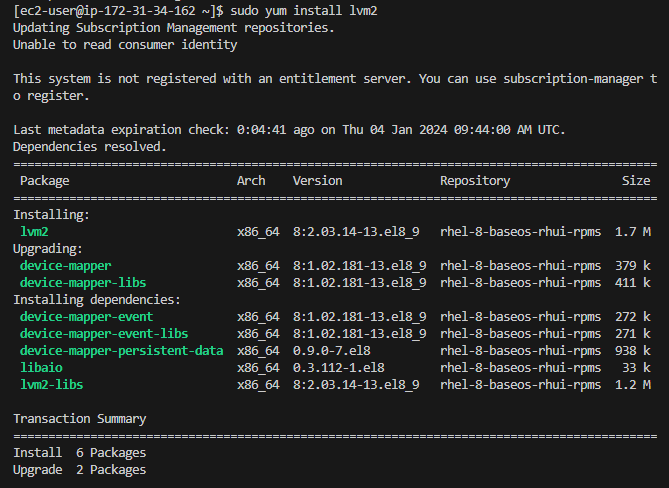 [ec2-user@ip-172-31-34-162 ~]$ sudo yum install lvm2
Updating Subscription Management repositories.
Unable to read consumer identity

This system is not registered with an entitlement server. You can use subscription-manager t
o register.

Last metadata expiration check: 0:04:41 ago on Thu 04 Jan 2024 09:44:00 AM UTC.
Dependencies resolved.
============================================================================================
 Package                        Arch    Version               Repository                Size
============================================================================================
Installing:
 lvm2                           x86_64  8:2.03.14-13.el8_9    rhel-8-baseos-rhui-rpms  1.7 M
Upgrading:
 device-mapper                  x86_64  8:1.02.181-13.el8_9   rhel-8-baseos-rhui-rpms  379 k
 device-mapper-libs             x86_64  8:1.02.181-13.el8_9   rhel-8-baseos-rhui-rpms  411 k
Installing dependencies:
 device-mapper-event            x86_64  8:1.02.181-13.el8_9   rhel-8-baseos-rhui-rpms  272 k
 device-mapper-event-libs       x86_64  8:1.02.181-13.el8_9   rhel-8-baseos-rhui-rpms  271 k
 device-mapper-persistent-data  x86_64  0.9.0-7.el8           rhel-8-baseos-rhui-rpms  938 k
 libaio                         x86_64  0.3.112-1.el8         rhel-8-baseos-rhui-rpms   33 k
 lvm2-libs                      x86_64  8:2.03.14-13.el8_9    rhel-8-baseos-rhui-rpms  1.2 M

Transaction Summary
============================================================================================
Install  6 Packages
Upgrade  2 Packages